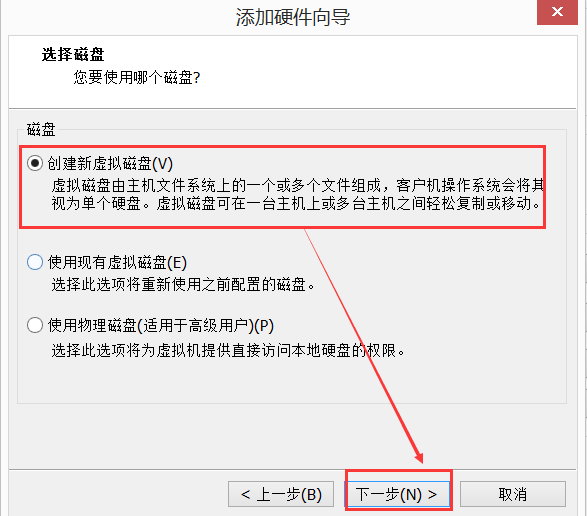 添加硬件向导
选择磁盘
您要使用哪个磁盘?
磁盘
创建新虚拟磁盘(V)
虚拟磁盘由主机文件系统上的一个或多个文件组成，客户机操作系统会将其
视为单个硬盘。虚拟磁盘可在一台主机上或多台主机之间轻松复制或移动。
使用现有虚拟磁盘(E)
选择此选项将重新使用之前配置的磁盘。
使用物理磁盘(适用于高级用户)(P)
选择此选项将为虚拟机提供直接访问本地硬盘的权限。
< 上一步(B) 下一步(N) > 取消